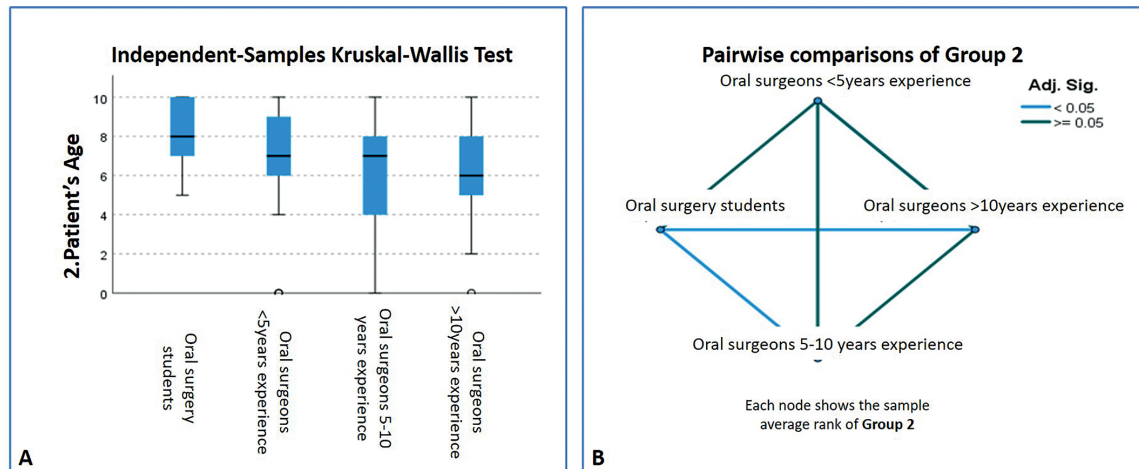 Independent-Samples Kruskal-Wallis Test
2.Patient's Age
10
8
6
4
2
0
Oral surgery
students
Oral surgeons
<5years experience
Oral surgeons 5-10
years experience
Oral surgeons
>10years experience
A
Pairwise comparisons of Group 2
Oral surgeons <5years experience
Adj. Sig.
< 0.05
>= 0.05
Oral surgery students
Oral surgeons >10years experience
Oral surgeons 5-10 years experience
Each node shows the sample
average rank of Group 2
B